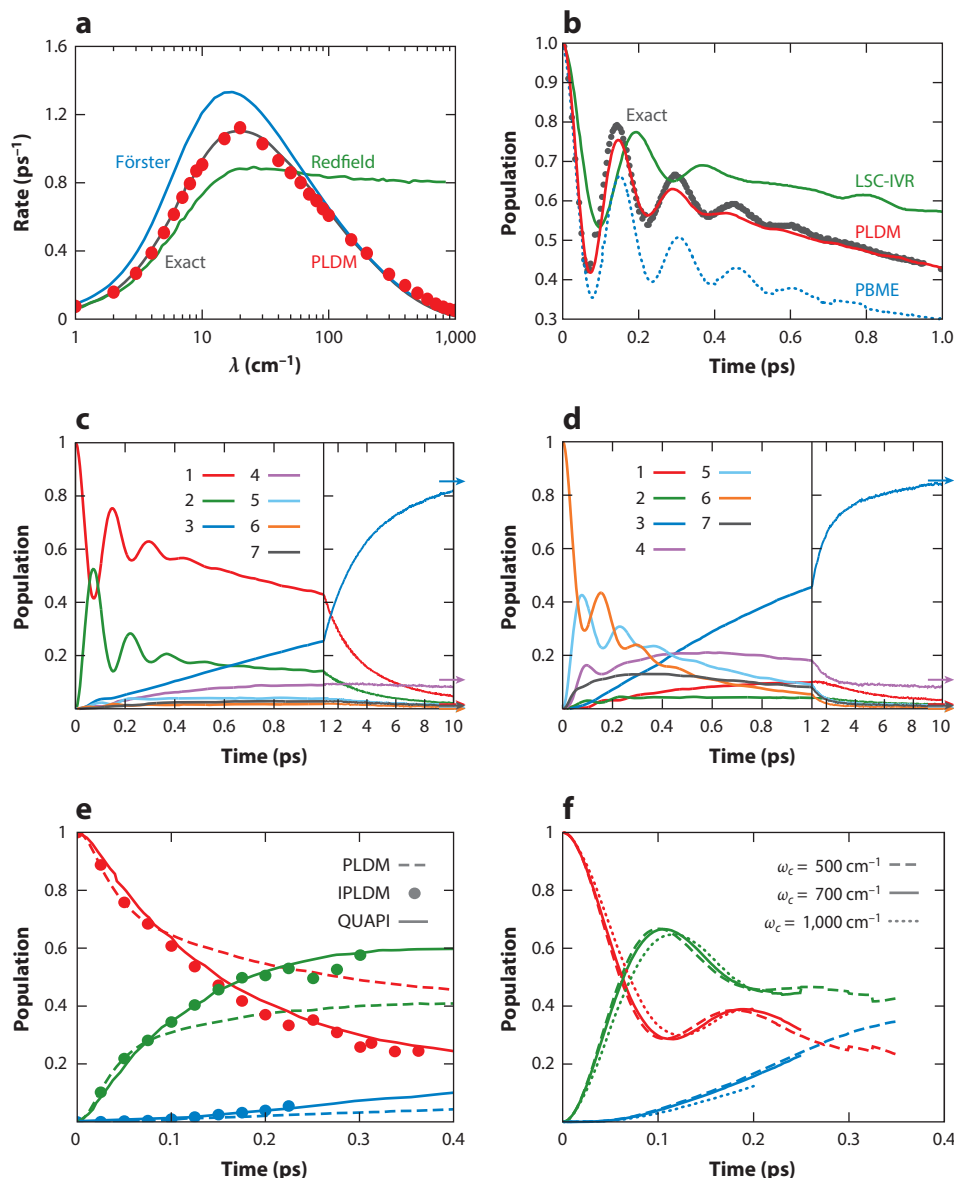 a
1.6
1.2
0.8
0.4
0
Rate (ps⁻¹)
Förster
Redfield
Exact
PLDM
1
10
100
1,000
λ (cm⁻¹)
b
1.0
0.9
0.8
0.7
0.6
0.5
0.4
0.3
Population
Exact
LSC-IVR
PLDM
PBME
0
0.2
0.4
0.6
0.8
1.0
Time (ps)
c
1
0.8
0.6
0.4
0.2
0
Population
1
2
3
4
5
6
7
0
0.2
0.4
0.6
0.8
1
2
4
6
8
10
Time (ps)
d
1
0.8
0.6
0.4
0.2
0
Population
1
2
3
4
5
6
7
0
0.2
0.4
0.6
0.8
1
2
4
6
8
10
Time (ps)
e
1
0.8
0.6
0.4
0.2
Population
PLDM
IPLDM
QUAPI
0
0.1
0.2
0.3
0.4
Time (ps)
f
1
0.8
0.6
0.4
0.2
Population
ω_c = 500 cm⁻¹
ω_c = 700 cm⁻¹
ω_c = 1,000 cm⁻¹
0
0.1
0.2
0.3
0.4
Time (ps)